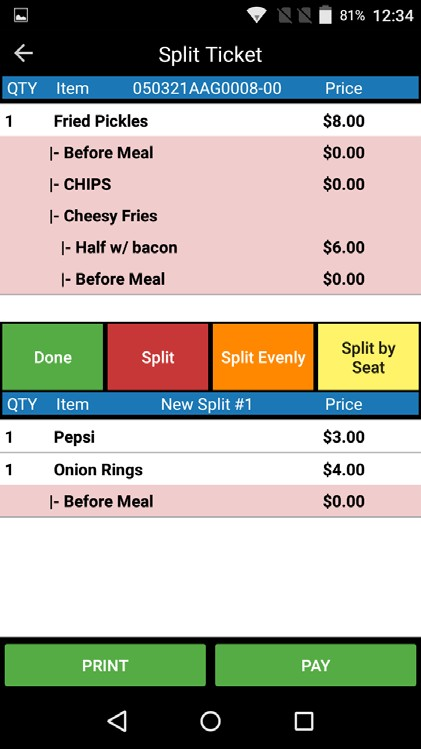 81% 12:34
Split Ticket
QTY Item 050321AAG0008-00 Price
1 Fried Pickles $8.00
|- Before Meal $0.00
|- CHIPS $0.00
|- Cheesy Fries
|- Half w/ bacon $6.00
|- Before Meal $0.00
Done Split Split Evenly Split by
Seat
QTY Item New Split #1 Price
1 Pepsi $3.00
1 Onion Rings $4.00
|- Before Meal $0.00
PRINT PAY